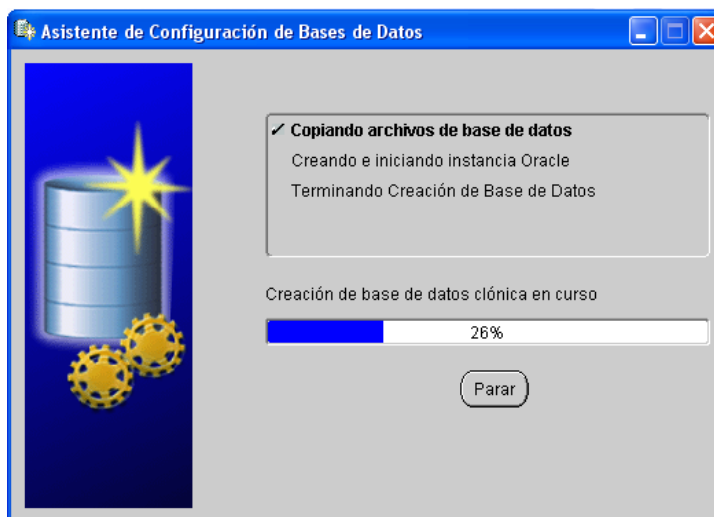 Asistente de Configuración de Bases de Datos
Copiando archivos de base de datos
Creando e iniciando instancia Oracle
Terminando Creación de Base de Datos
Creación de base de datos clónica en curso
26%
Parar